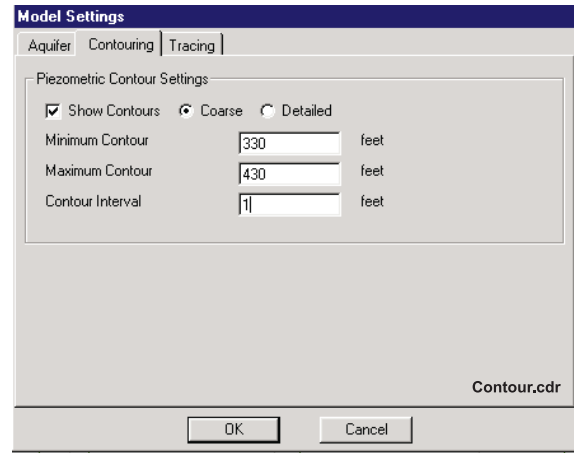 Model Settings
Aquifer Contouring Tracing
Piezometric Contour Settings
Show Contours Coarse Detailed
Minimum Contour 330 feet
Maximum Contour 430 feet
Contour Interval 1 feet
Contour.cdr
OK Cancel